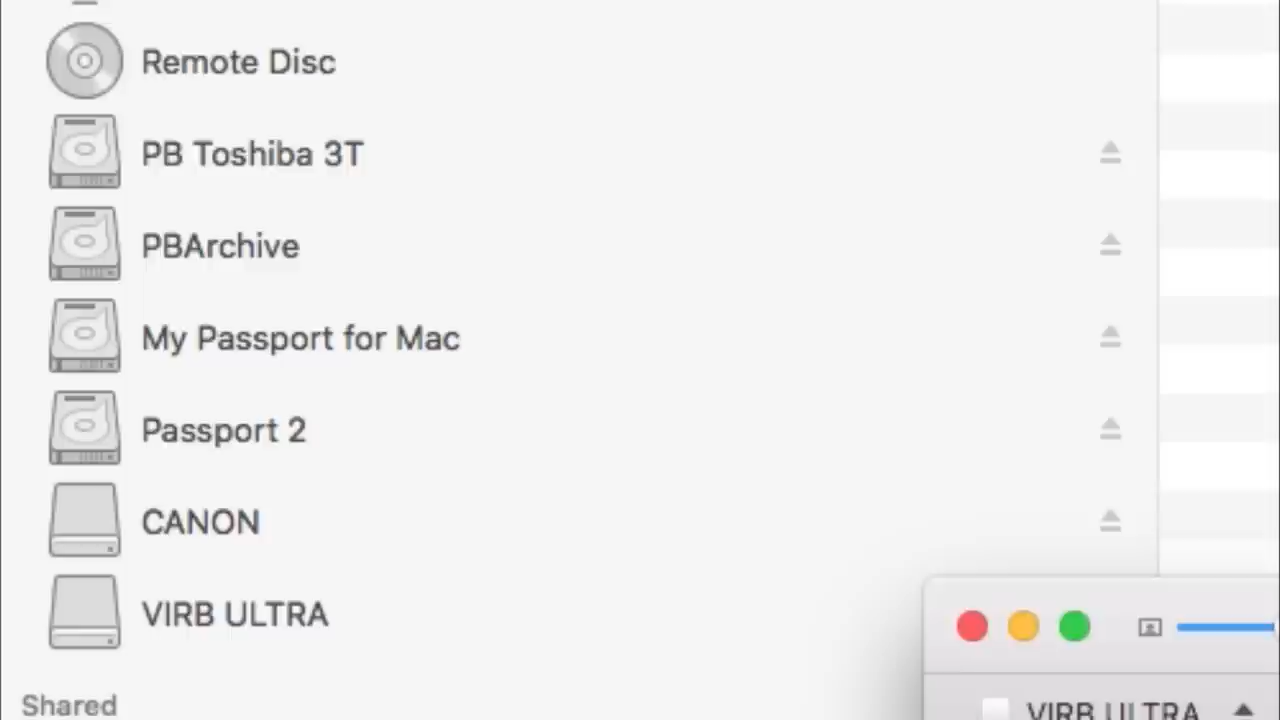 Remote Disc
PB Toshiba 3T
PBArchive
My Passport for Mac
Passport 2
CANON
VIRB ULTRA
Shared
VIRB ULTRA